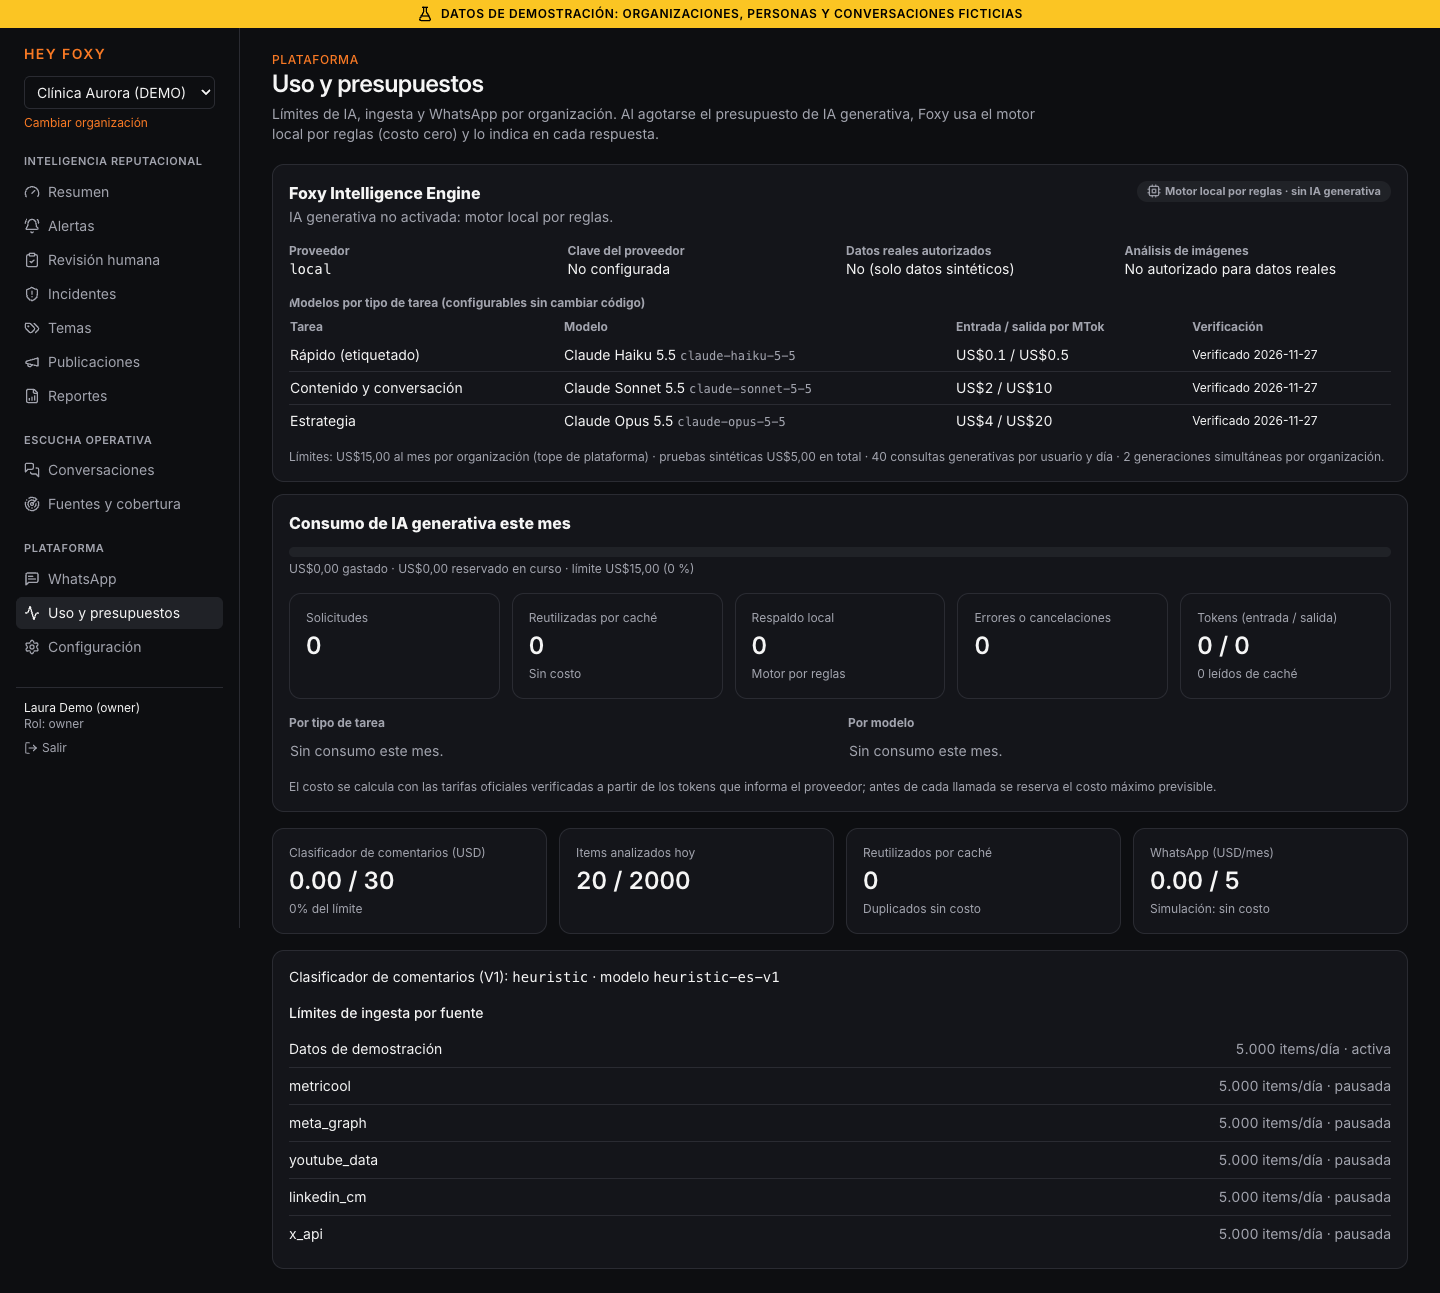 DATOS DE DEMOSTRACIÓN: ORGANIZACIONES, PERSONAS Y CONVERSACIONES FICTICIAS
HEY FOXY
Clínica Aurora (DEMO)
Cambiar organización
INTELIGENCIA REPUTACIONAL
Resumen
Alertas
Revisión humana
Incidentes
Temas
Publicaciones
Reportes
ESCUCHA OPERATIVA
Conversaciones
Fuentes y cobertura
PLATAFORMA
WhatsApp
Uso y presupuestos
Configuración
Laura Demo (owner)
Rol: owner
Salir
PLATAFORMA
Uso y presupuestos
Límites de IA, ingesta y WhatsApp por organización. Al agotarse el presupuesto de IA generativa, Foxy usa el motor
local por reglas (costo cero) y lo indica en cada respuesta.
Foxy Intelligence Engine
Motor local por reglas · sin IA generativa
IA generativa no activada: motor local por reglas.
Proveedor
local
Clave del proveedor
No configurada
Datos reales autorizados
No (solo datos sintéticos)
Análisis de imágenes
No autorizado para datos reales
Modelos por tipo de tarea (configurables sin cambiar código)
Tarea Modelo Entrada / salida por MTok Verificación
Rápido (etiquetado) Claude Haiku 5.5 claude-haiku-5-5 US$0.1 / US$0.5 Verificado 2026-11-27
Contenido y conversación Claude Sonnet 5.5 claude-sonnet-5-5 US$2 / US$10 Verificado 2026-11-27
Estrategia Claude Opus 5.5 claude-opus-5-5 US$4 / US$20 Verificado 2026-11-27
Límites: US$15,00 al mes por organización (tope de plataforma) · pruebas sintéticas US$5,00 en total · 40 consultas generativas por usuario y día · 2 generaciones simultáneas por organización.
Consumo de IA generativa este mes
US$0,00 gastado · US$0,00 reservado en curso · límite US$15,00 (0 %)
Solicitudes
0
Reutilizadas por caché
0
Sin costo
Respaldo local
0
Motor por reglas
Errores o cancelaciones
0
Tokens (entrada / salida)
0 / 0
0 leídos de caché
Por tipo de tarea
Sin consumo este mes.
Por modelo
Sin consumo este mes.
El costo se calcula con las tarifas oficiales verificadas a partir de los tokens que informa el proveedor; antes de cada llamada se reserva el costo máximo previsible.
Clasificador de comentarios (USD)
0.00 / 30
0% del límite
Items analizados hoy
20 / 2000
Reutilizados por caché
0
Duplicados sin costo
WhatsApp (USD/mes)
0.00 / 5
Simulación: sin costo
Clasificador de comentarios (V1): heuristic · modelo heuristic-es-v1
Límites de ingesta por fuente
Datos de demostración 5.000 items/día · activa
metricool 5.000 items/día · pausada
meta_graph 5.000 items/día · pausada
youtube_data 5.000 items/día · pausada
linkedin_cm 5.000 items/día · pausada
x_api 5.000 items/día · pausada